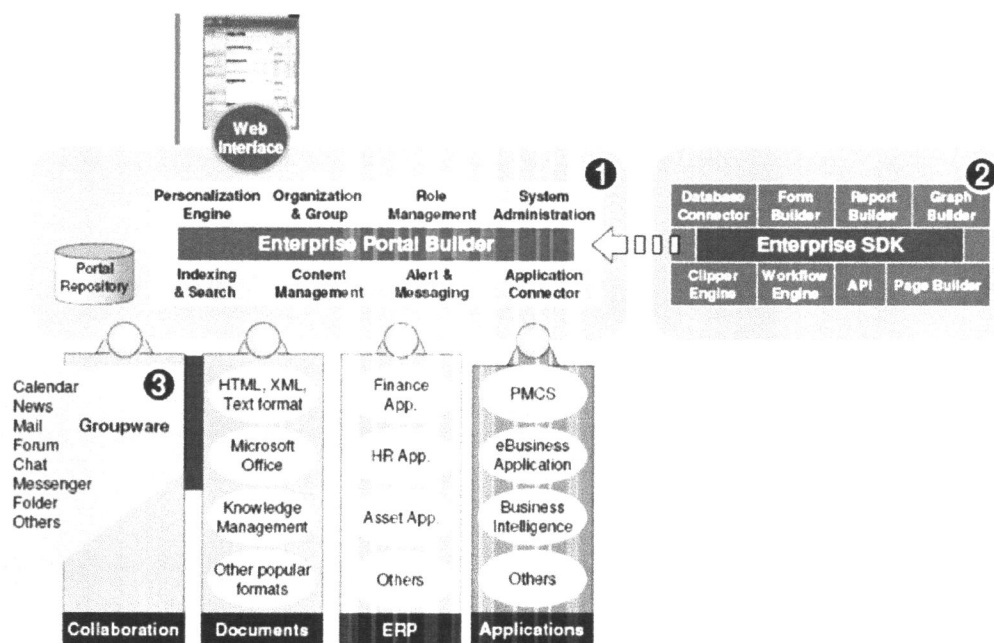 Web
Interface
1
2
Personalization
Engine
Organization
& Group
Role
Management
System
Administration
Enterprise Portal Builder
Indexing
& Search
Content
Management
Alert &
Messaging
Application
Connector
Portal
Repository
Database
Connector
Form
Builder
Report
Builder
Graph
Builder
Enterprise SDK
Clipper
Engine
Workflow
Engine
API
Page Builder
3
Calendar
News
Mail
Forum
Chat
Messenger
Folder
Others
Groupware
Collaboration
HTML, XML,
Text format
Microsoft
Office
Knowledge
Management
Other popular
formats
Documents
Finance
App.
HR App.
Asset App.
Others
ERP
PMCS
eBusiness
Application
Business
Intelligence
Others
Applications